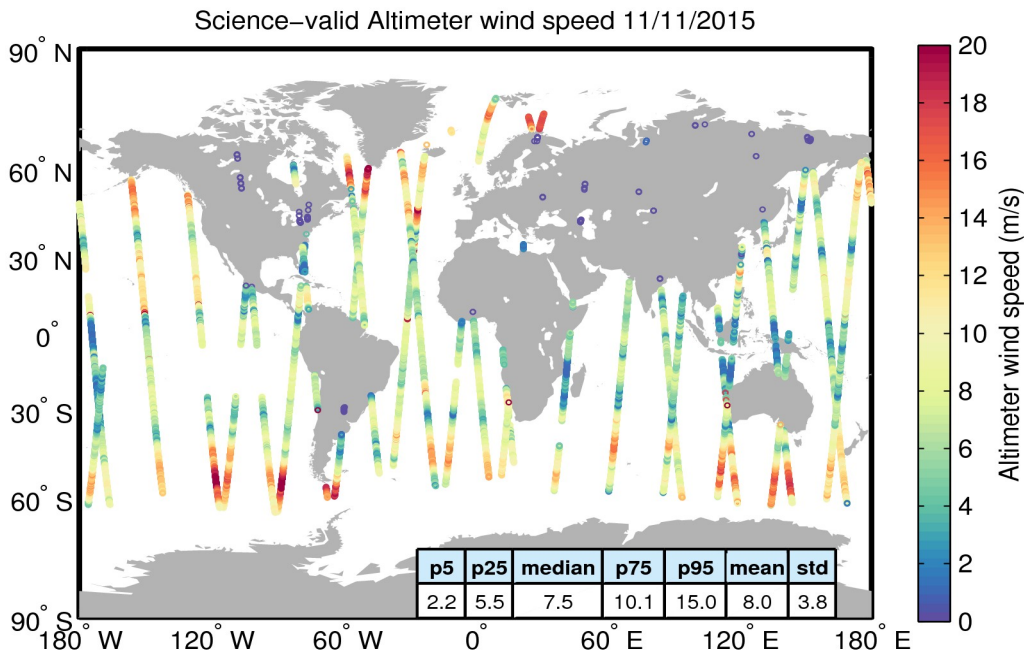 Science−valid Altimeter wind speed 11/11/2015
90° N
60° N
30° N
0°
30° S
60° S
90° S
180° W
120° W
60° W
0°
60° E
120° E
180° E
p5 p25 median p75 p95 mean std
2.2 5.5 7.5 10.1 15.0 8.0 3.8
20
18
16
14
12
10
8
6
4
2
0
Altimeter wind speed (m/s)